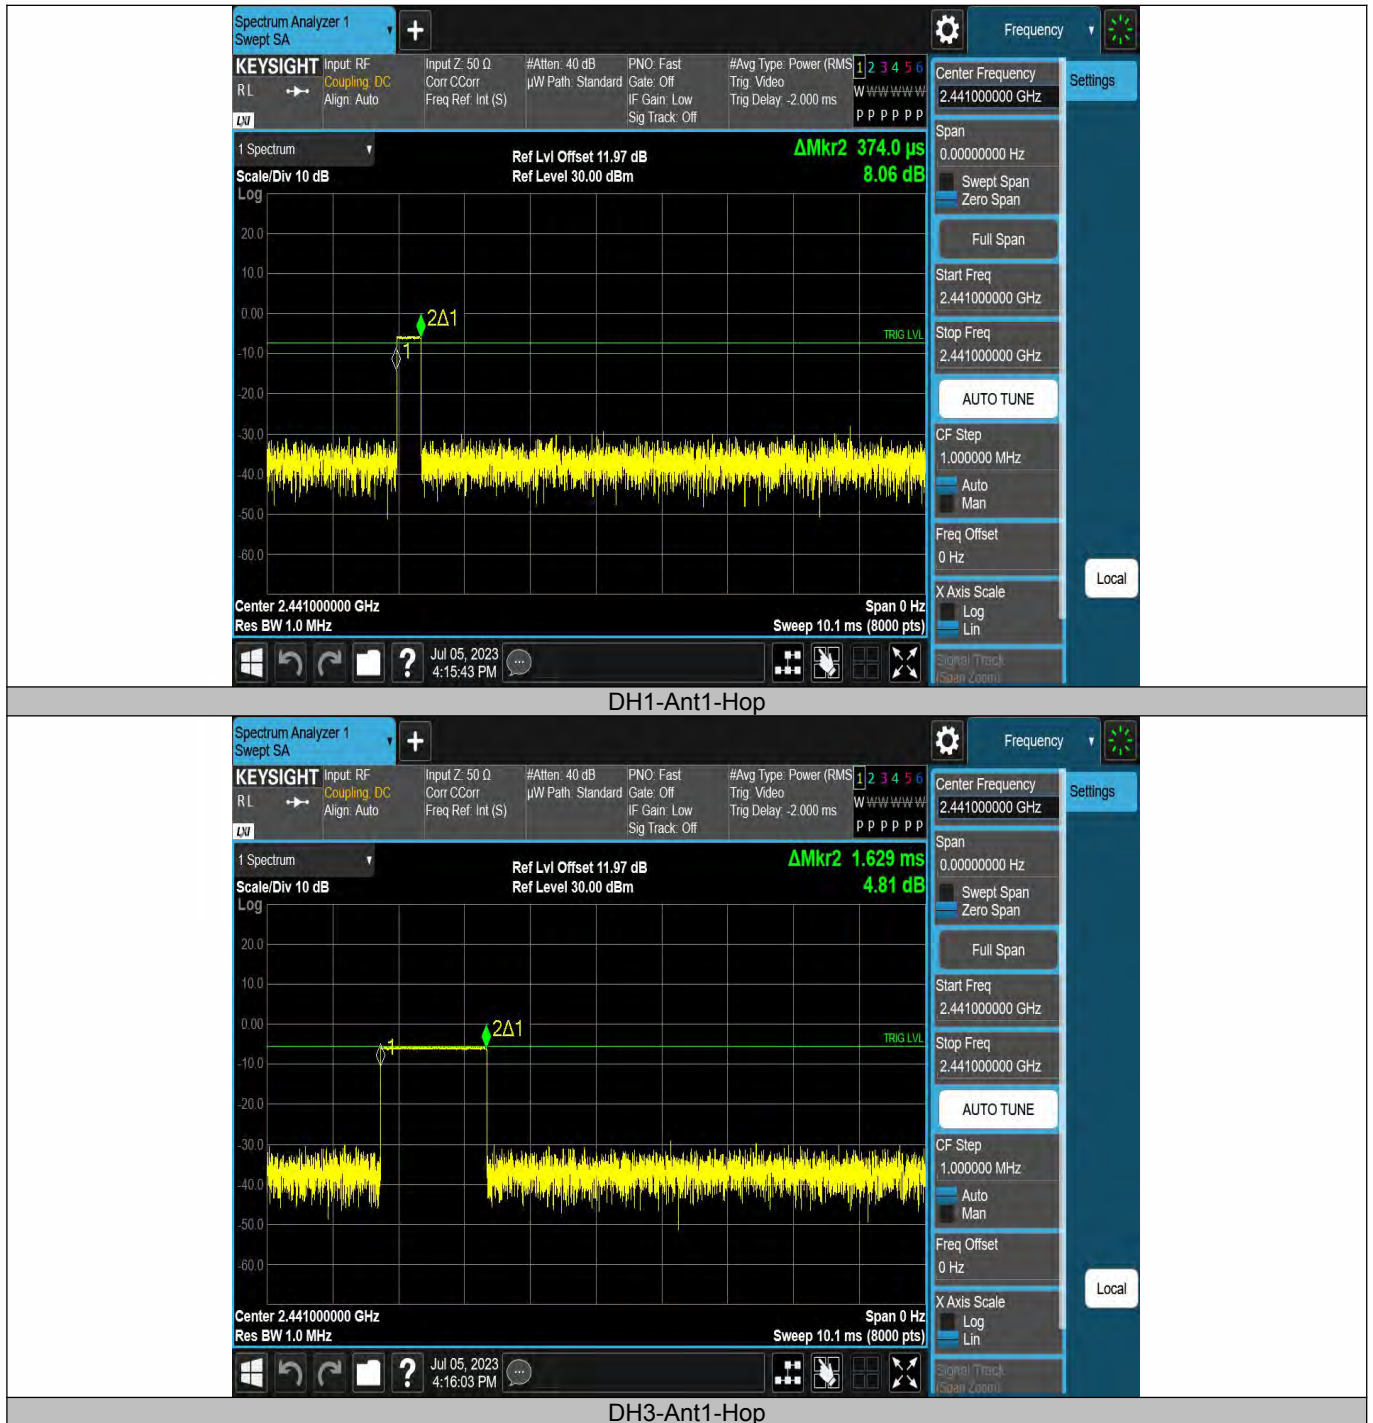 Spectrum Analyzer 1
Swept SA
+
Frequency
KEYSIGHT
RL
LXI
Input: RF
Coupling: DC
Align: Auto
Input Z: 50 Ω
Corr CCorr
Freq Ref: Int (S)
#Atten: 40 dB
µW Path: Standard
PNO: Fast
Gate: Off
IF Gain: Low
Sig Track: Off
#Avg Type: Power (RMS
Trig: Video
Trig Delay: -2.000 ms
1 2 3 4 5 6
W W W W W W
P P P P P P
Center Frequency
2.441000000 GHz
Settings
1 Spectrum
Scale/Div 10 dB
Ref Lvl Offset 11.97 dB
Ref Level 30.00 dBm
ΔMkr2 374.0 µs
8.06 dB
Span
0.00000000 Hz
Swept Span
Zero Span
Log
20.0
10.0
0.00
-10.0
-20.0
-30.0
-40.0
-50.0
-60.0
2Δ1
1
TRIG LVL
Full Span
Start Freq
2.441000000 GHz
Stop Freq
2.441000000 GHz
AUTO TUNE
CF Step
1.000000 MHz
Auto
Man
Freq Offset
0 Hz
X Axis Scale
Log
Lin
Signal Track
(Span Zoom)
Local
Center 2.441000000 GHz
Res BW 1.0 MHz
Span 0 Hz
Sweep 10.1 ms (8000 pts)
?
Jul 05, 2023
4:15:43 PM
DH1-Ant1-Hop
Spectrum Analyzer 1
Swept SA
+
Frequency
KEYSIGHT
RL
LXI
Input: RF
Coupling: DC
Align: Auto
Input Z: 50 Ω
Corr CCorr
Freq Ref: Int (S)
#Atten: 40 dB
µW Path: Standard
PNO: Fast
Gate: Off
IF Gain: Low
Sig Track: Off
#Avg Type: Power (RMS
Trig: Video
Trig Delay: -2.000 ms
1 2 3 4 5 6
W W W W W W
P P P P P P
Center Frequency
2.441000000 GHz
Settings
1 Spectrum
Scale/Div 10 dB
Ref Lvl Offset 11.97 dB
Ref Level 30.00 dBm
ΔMkr2 1.629 ms
4.81 dB
Span
0.00000000 Hz
Swept Span
Zero Span
Log
20.0
10.0
0.00
-10.0
-20.0
-30.0
-40.0
-50.0
-60.0
2Δ1
1
TRIG LVL
Full Span
Start Freq
2.441000000 GHz
Stop Freq
2.441000000 GHz
AUTO TUNE
CF Step
1.000000 MHz
Auto
Man
Freq Offset
0 Hz
X Axis Scale
Log
Lin
Signal Track
(Span Zoom)
Local
Center 2.441000000 GHz
Res BW 1.0 MHz
Span 0 Hz
Sweep 10.1 ms (8000 pts)
?
Jul 05, 2023
4:16:03 PM
DH3-Ant1-Hop